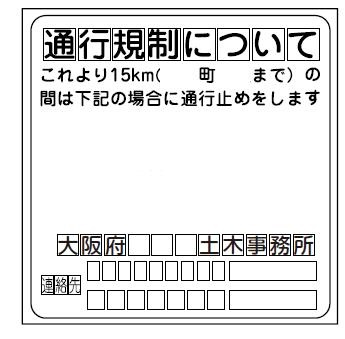 通行規制について
これより15km(　　町　　まで)の
間は下記の場合に通行止めをします
大阪府　　　土木事務所
連絡先